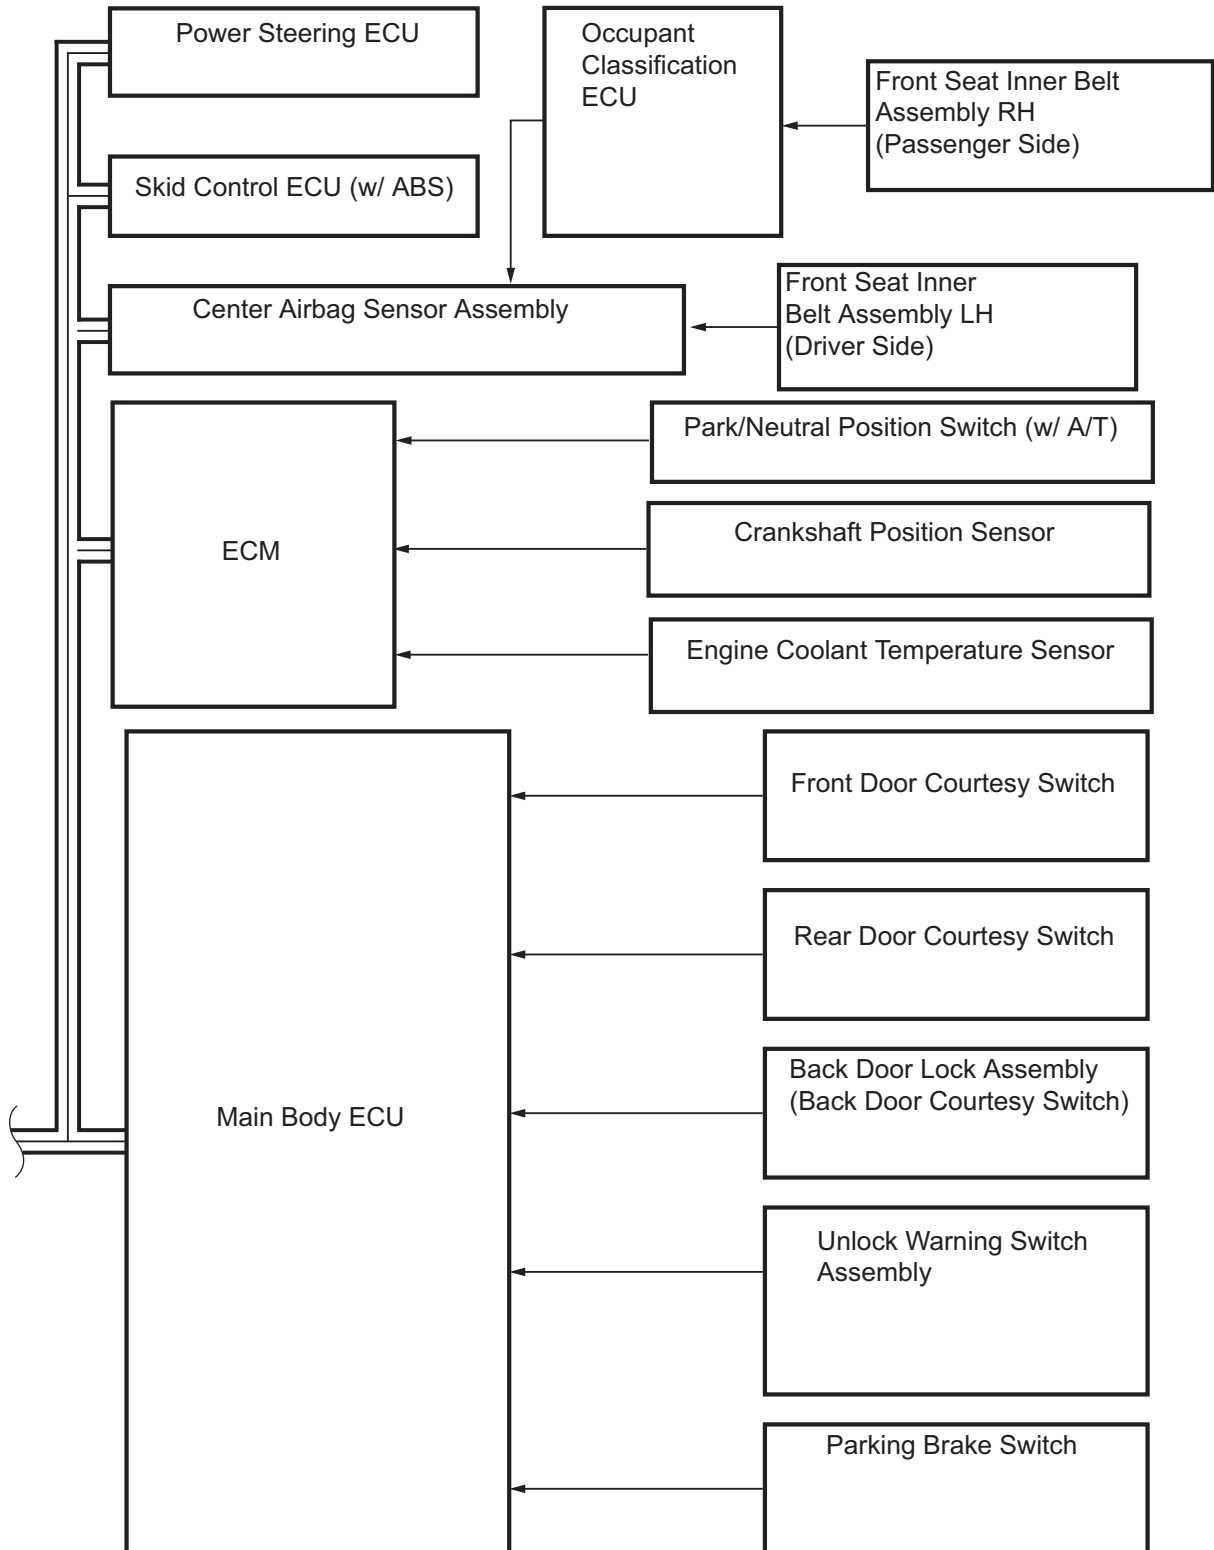 Power Steering ECU
Occupant
Classification
ECU
Front Seat Inner Belt
Assembly RH
(Passenger Side)
Skid Control ECU (w/ ABS)
Center Airbag Sensor Assembly
Front Seat Inner
Belt Assembly LH
(Driver Side)
ECM
Park/Neutral Position Switch (w/ A/T)
Crankshaft Position Sensor
Engine Coolant Temperature Sensor
Main Body ECU
Front Door Courtesy Switch
Rear Door Courtesy Switch
Back Door Lock Assembly
(Back Door Courtesy Switch)
Unlock Warning Switch
Assembly
Parking Brake Switch